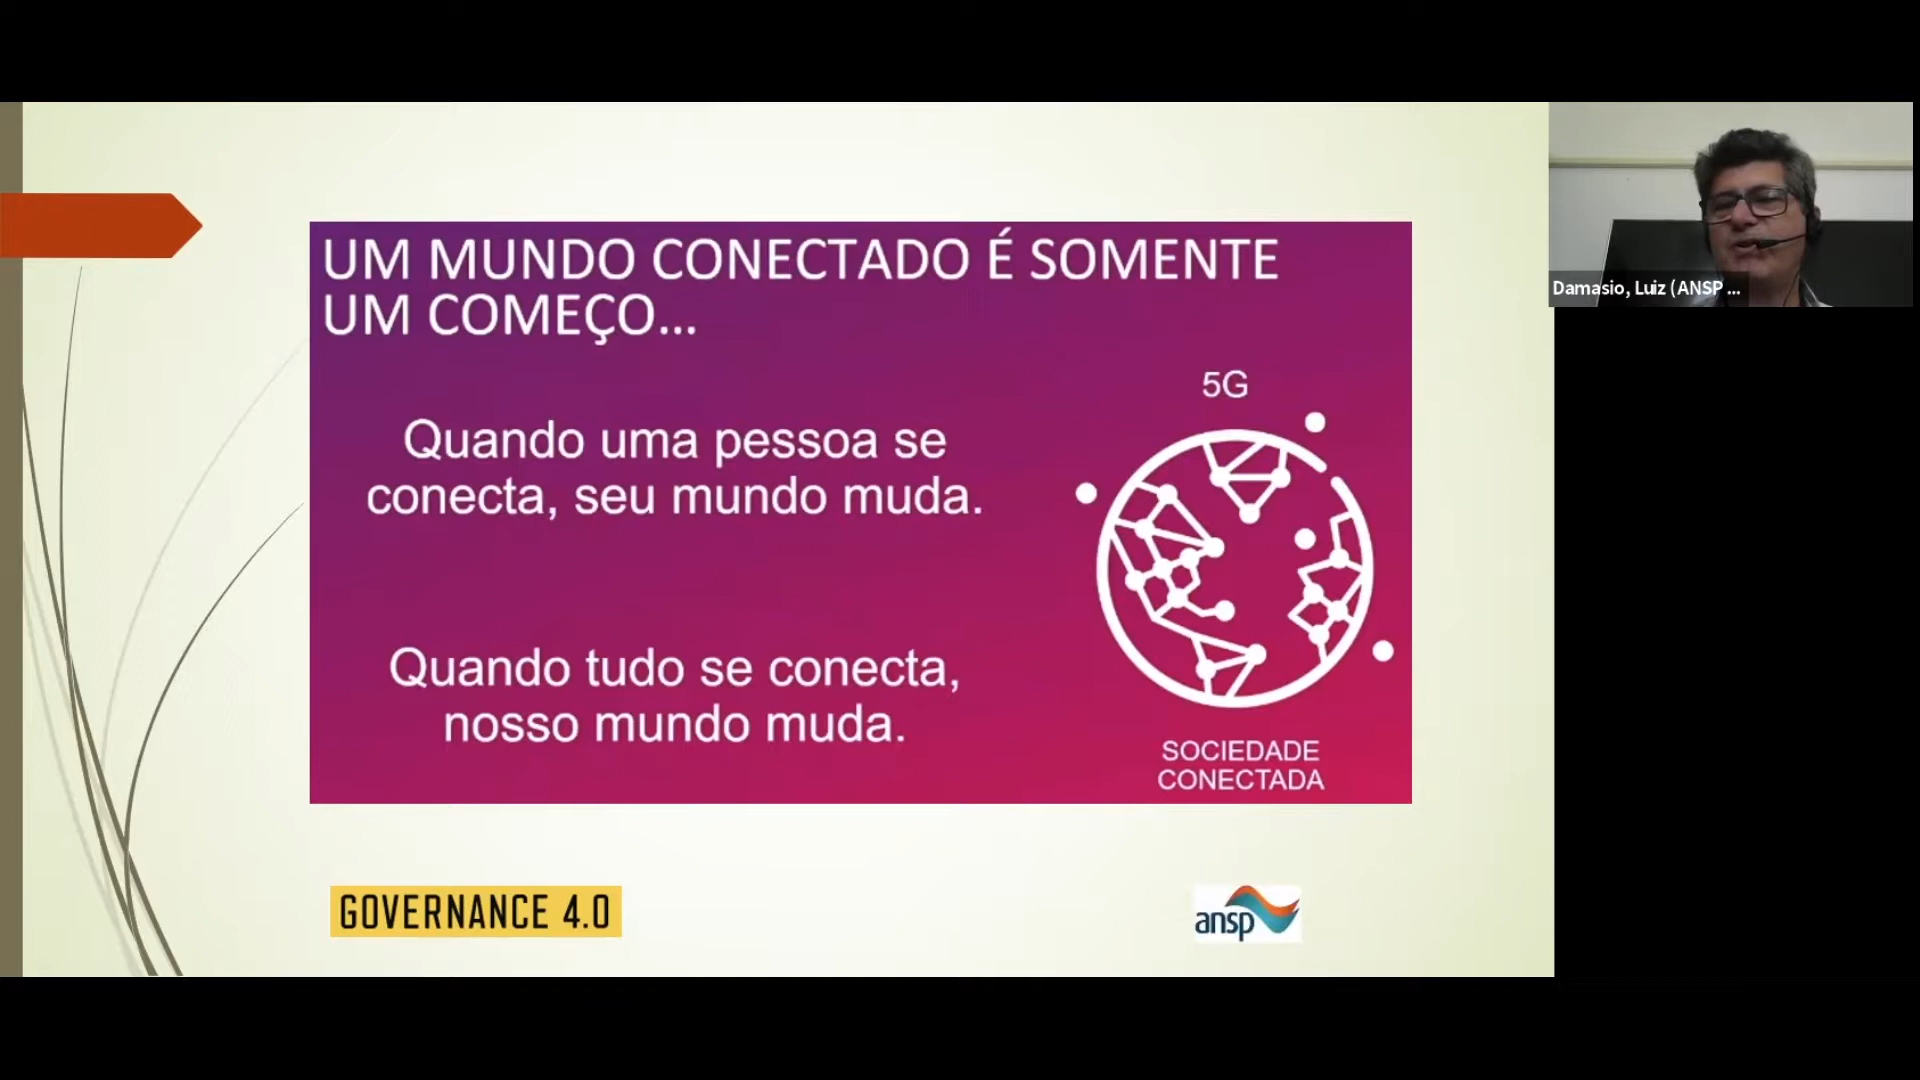 UM MUNDO CONECTADO É SOMENTE
UM COMEÇO...
5G
Quando uma pessoa se
conecta, seu mundo muda.
Quando tudo se conecta,
nosso mundo muda.
SOCIEDADE
CONECTADA
GOVERNANCE 4.0
ansp
Damasio, Luiz (ANSP ...